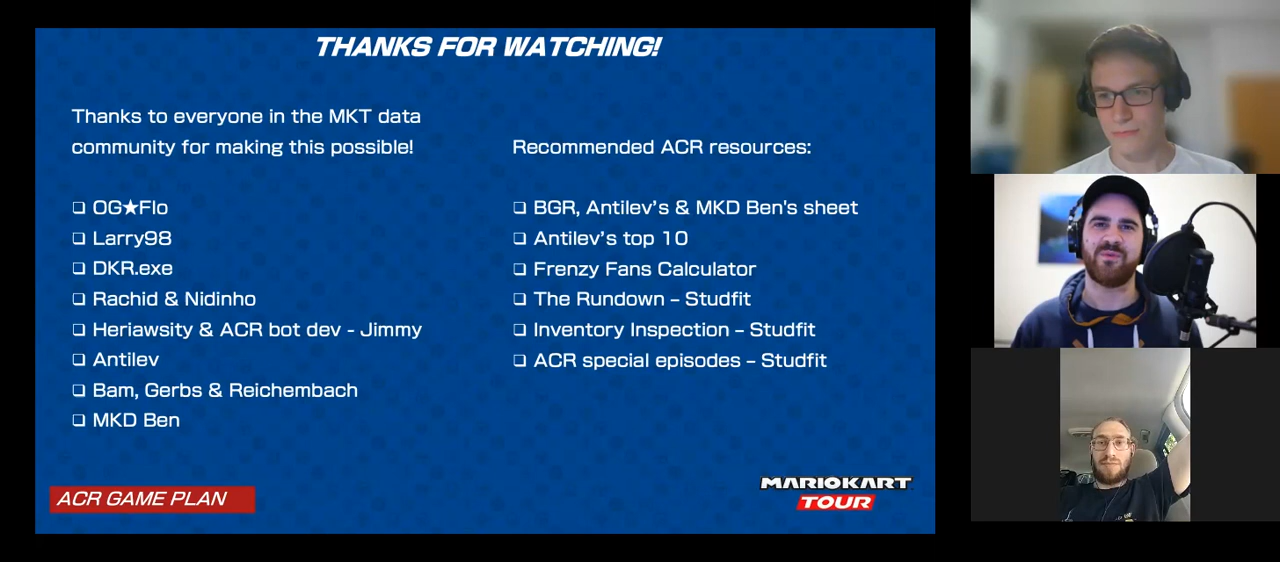 THANKS FOR WATCHING!
Thanks to everyone in the MKT data
community for making this possible!
❑ OG★Flo
❑ Larry98
❑ DKR.exe
❑ Rachid & Nidinho
❑ Heriawsity & ACR bot dev - Jimmy
❑ Antilev
❑ Bam, Gerbs & Reichembach
❑ MKD Ben
Recommended ACR resources:
❑ BGR, Antilev’s & MKD Ben's sheet
❑ Antilev’s top 10
❑ Frenzy Fans Calculator
❑ The Rundown – Studfit
❑ Inventory Inspection – Studfit
❑ ACR special episodes – Studfit
ACR GAME PLAN
MARIOKART
TOUR